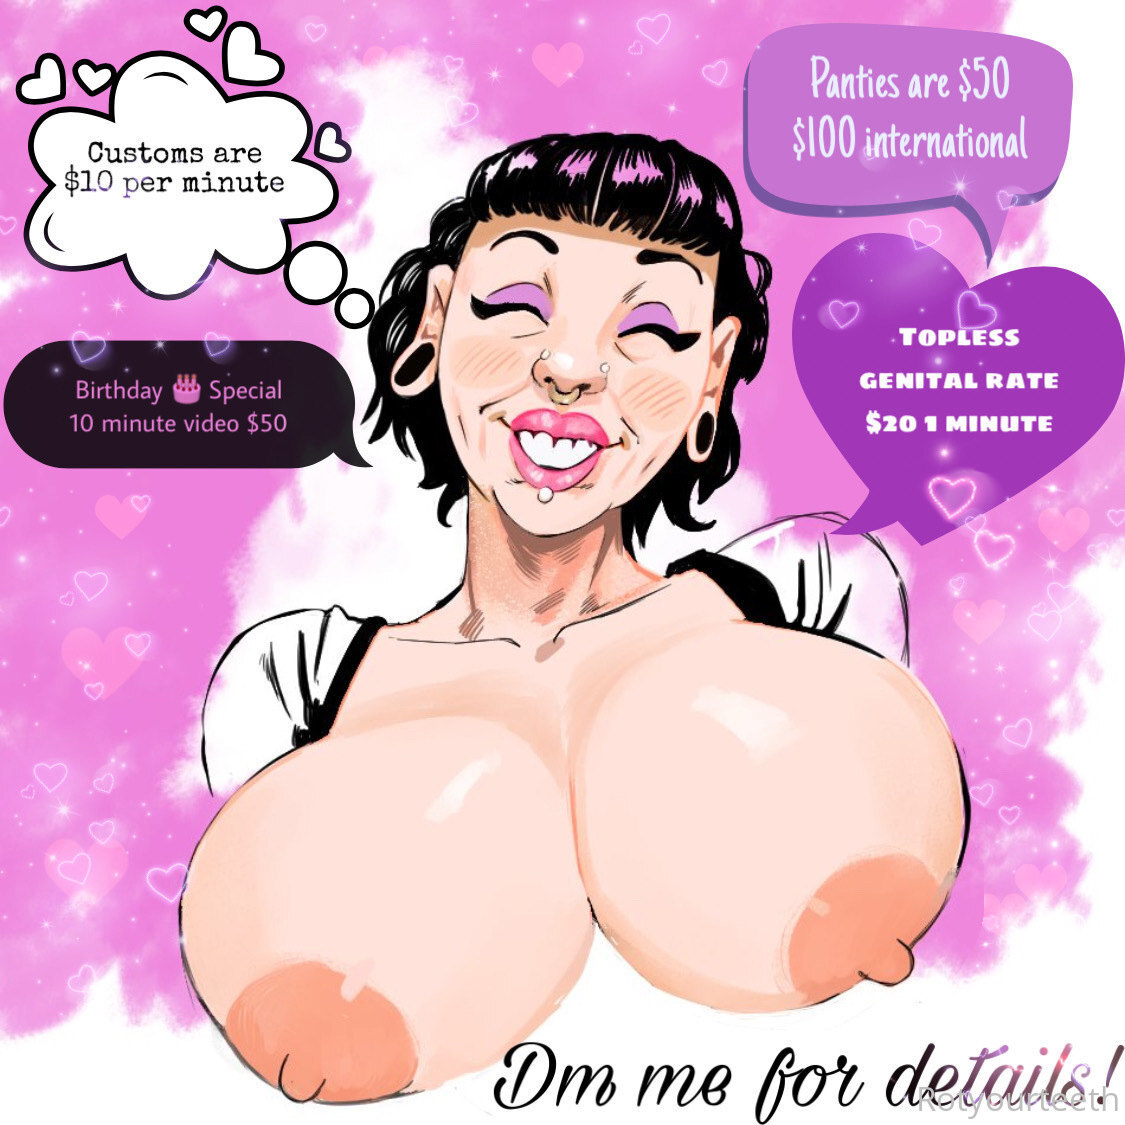 Customs are
$10 per minute
Panties are $50
$100 international
Birthday 🎂 Special
10 minute video $50
Topless
genital rate
$20 1 minute
Dm me for details!
Rotyourteeth